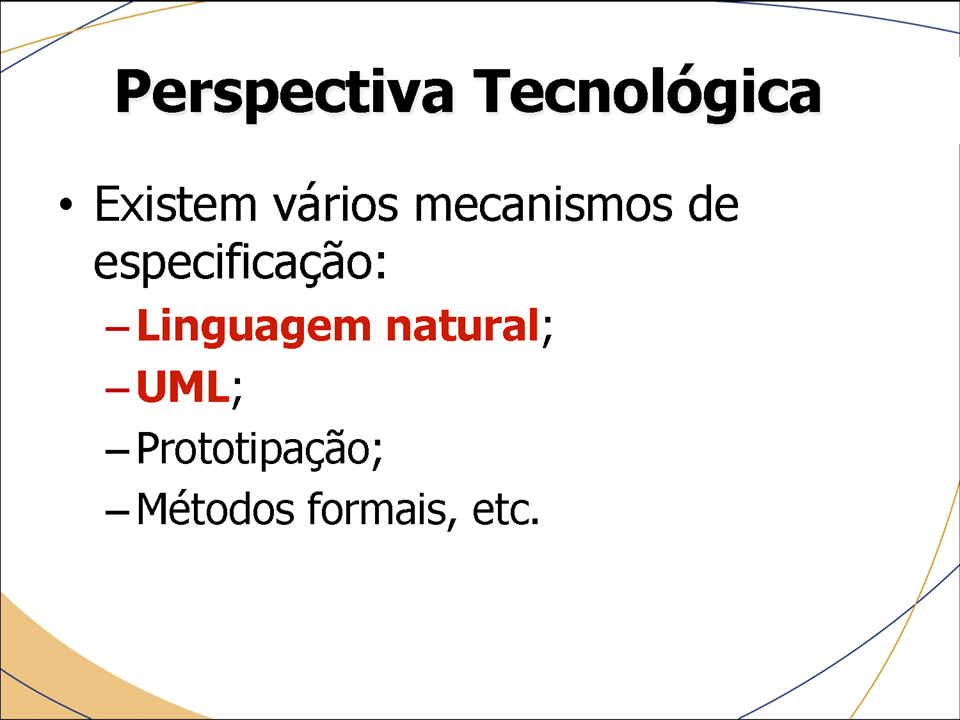 Perspectiva Tecnológica
• Existem vários mecanismos de
especificação:
– Linguagem natural;
– UML;
– Prototipação;
– Métodos formais, etc.